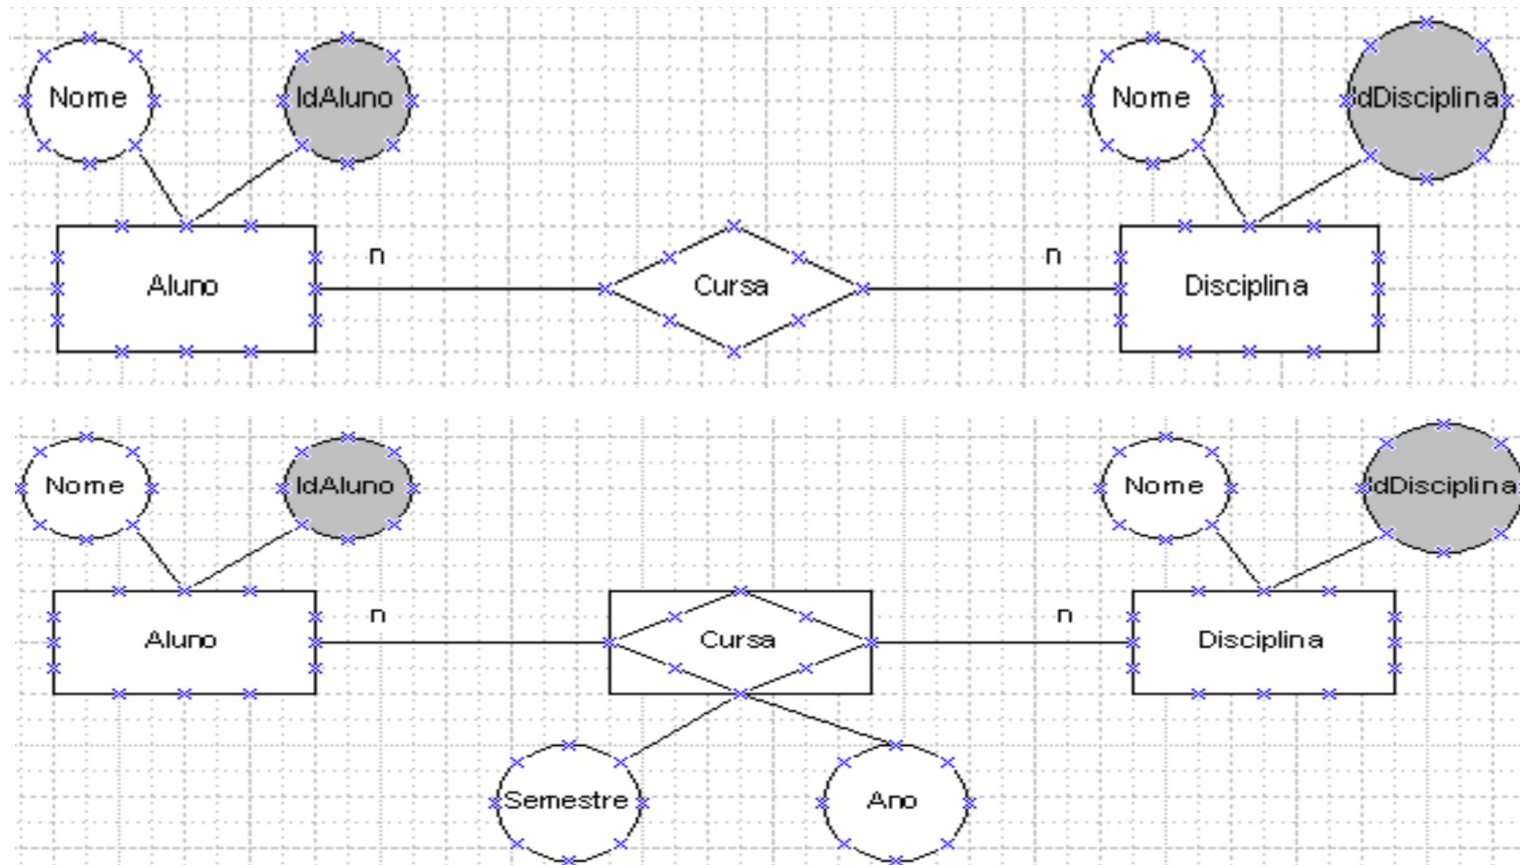 Nome
IdAluno
Nome
IdDisciplina
n
n
Aluno
Cursa
Disciplina
Nome
IdAluno
Nome
IdDisciplina
n
n
Aluno
Cursa
Disciplina
Semestre
Ano